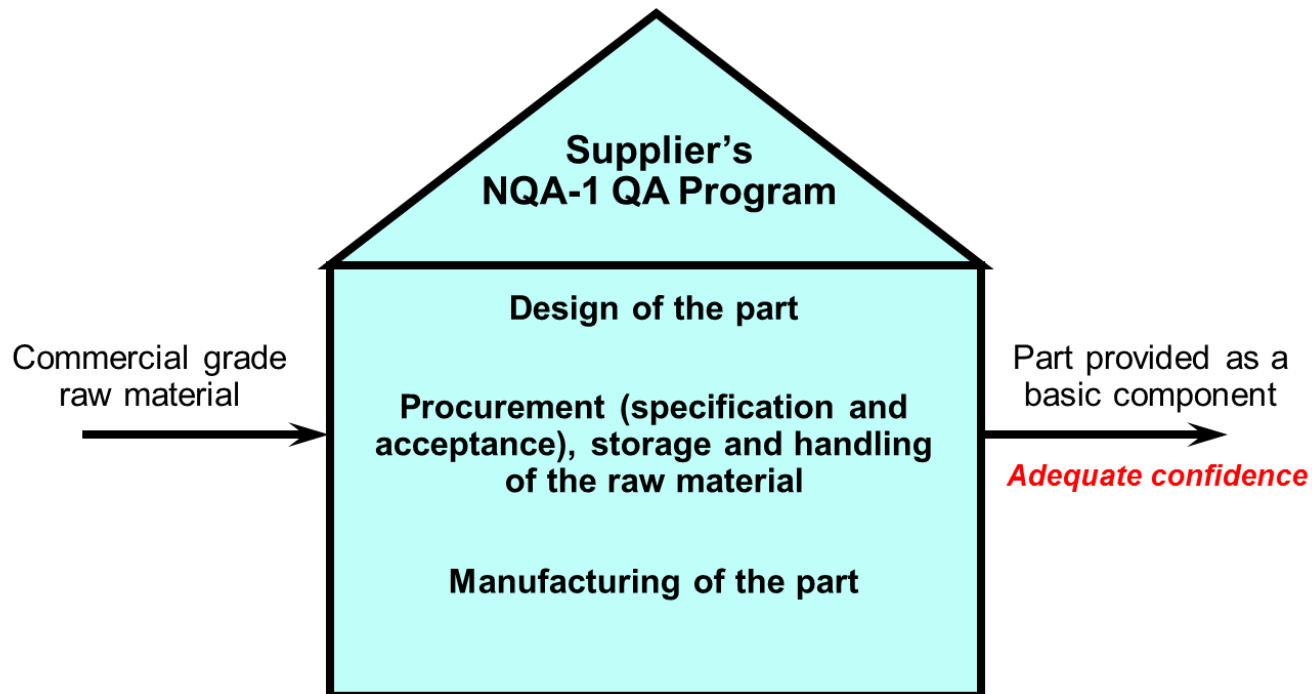 Supplier’s
NQA-1 QA Program
Design of the part
Commercial grade
raw material
Procurement (specification and
acceptance), storage and handling
of the raw material
Manufacturing of the part
Part provided as a
basic component
Adequate confidence